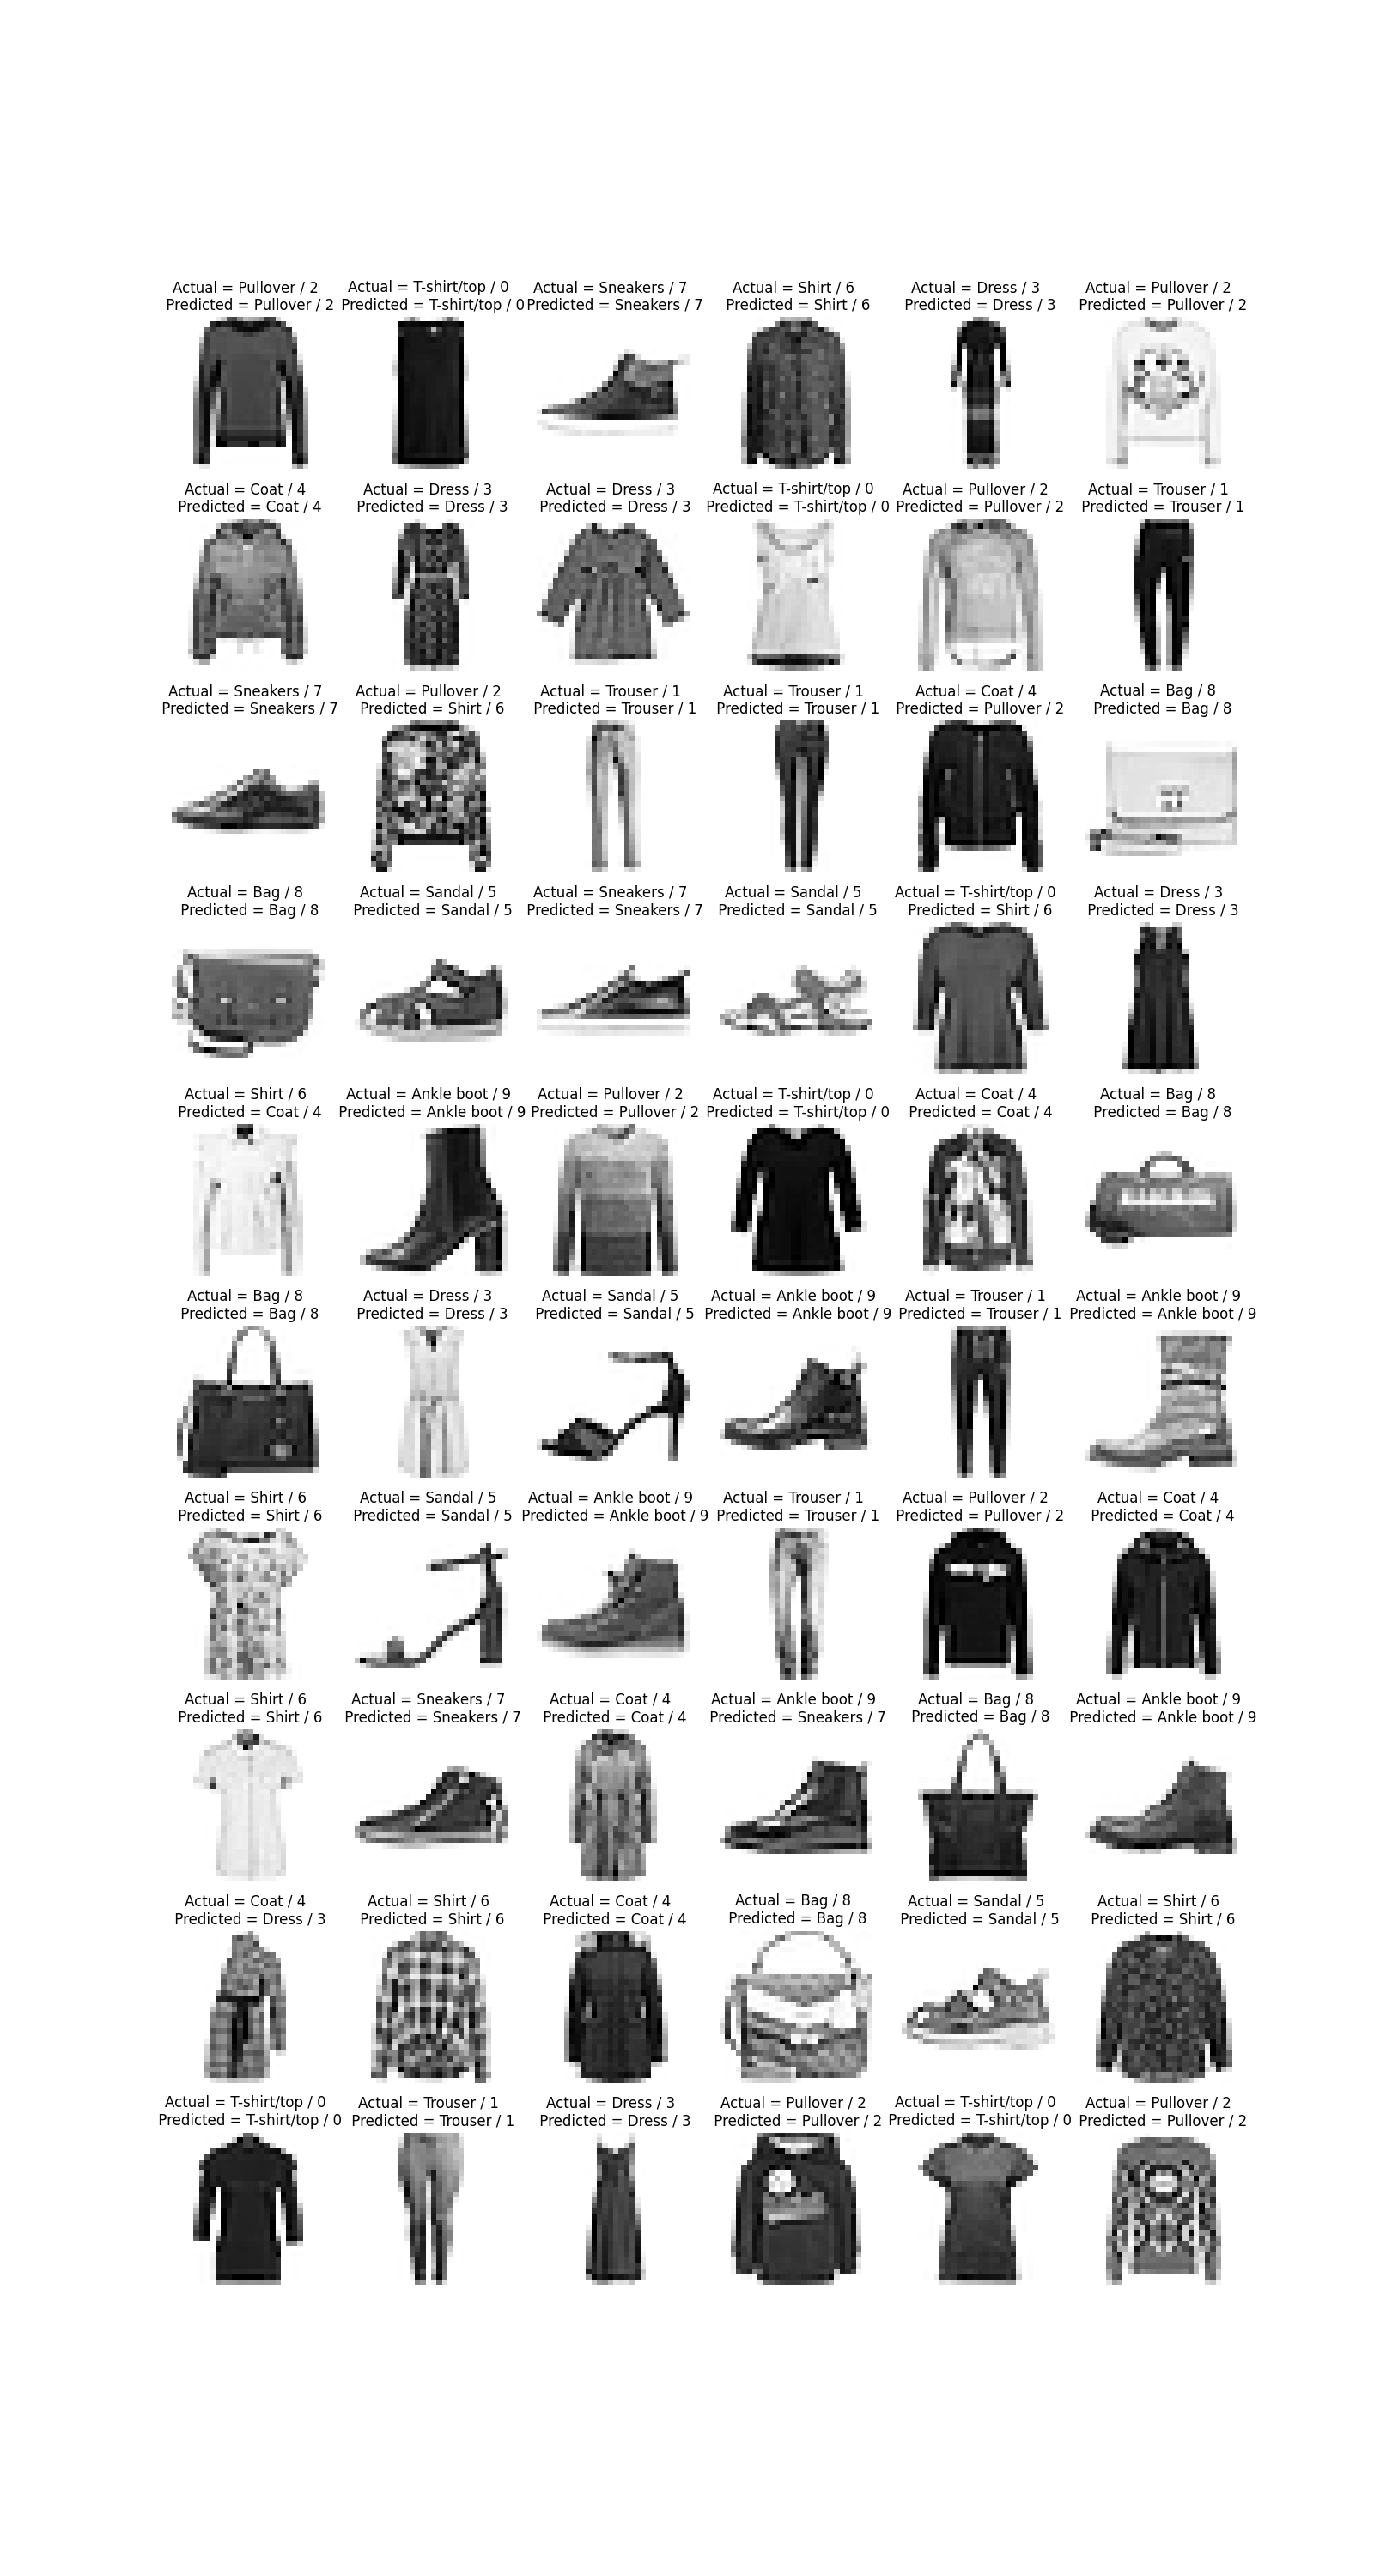 Actual = Pullover / 2
Predicted = Pullover / 2
Actual = T-shirt/top / 0
Predicted = T-shirt/top / 0
Actual = Sneakers / 7
Predicted = Sneakers / 7
Actual = Shirt / 6
Predicted = Shirt / 6
Actual = Dress / 3
Predicted = Dress / 3
Actual = Pullover / 2
Predicted = Pullover / 2
Actual = Coat / 4
Predicted = Coat / 4
Actual = Dress / 3
Predicted = Dress / 3
Actual = Dress / 3
Predicted = Dress / 3
Actual = T-shirt/top / 0
Predicted = T-shirt/top / 0
Actual = Pullover / 2
Predicted = Pullover / 2
Actual = Trouser / 1
Predicted = Trouser / 1
Actual = Sneakers / 7
Predicted = Sneakers / 7
Actual = Pullover / 2
Predicted = Shirt / 6
Actual = Trouser / 1
Predicted = Trouser / 1
Actual = Trouser / 1
Predicted = Trouser / 1
Actual = Coat / 4
Predicted = Pullover / 2
Actual = Bag / 8
Predicted = Bag / 8
Actual = Bag / 8
Predicted = Bag / 8
Actual = Sandal / 5
Predicted = Sandal / 5
Actual = Sneakers / 7
Predicted = Sneakers / 7
Actual = Sandal / 5
Predicted = Sandal / 5
Actual = T-shirt/top / 0
Predicted = Shirt / 6
Actual = Dress / 3
Predicted = Dress / 3
Actual = Shirt / 6
Predicted = Coat / 4
Actual = Ankle boot / 9
Predicted = Ankle boot / 9
Actual = Pullover / 2
Predicted = Pullover / 2
Actual = T-shirt/top / 0
Predicted = T-shirt/top / 0
Actual = Coat / 4
Predicted = Coat / 4
Actual = Bag / 8
Predicted = Bag / 8
Actual = Bag / 8
Predicted = Bag / 8
Actual = Dress / 3
Predicted = Dress / 3
Actual = Sandal / 5
Predicted = Sandal / 5
Actual = Ankle boot / 9
Predicted = Ankle boot / 9
Actual = Trouser / 1
Predicted = Trouser / 1
Actual = Ankle boot / 9
Predicted = Ankle boot / 9
Actual = Shirt / 6
Predicted = Shirt / 6
Actual = Sandal / 5
Predicted = Sandal / 5
Actual = Ankle boot / 9
Predicted = Ankle boot / 9
Actual = Trouser / 1
Predicted = Trouser / 1
Actual = Pullover / 2
Predicted = Pullover / 2
Actual = Coat / 4
Predicted = Coat / 4
Actual = Shirt / 6
Predicted = Shirt / 6
Actual = Sneakers / 7
Predicted = Sneakers / 7
Actual = Coat / 4
Predicted = Coat / 4
Actual = Ankle boot / 9
Predicted = Sneakers / 7
Actual = Bag / 8
Predicted = Bag / 8
Actual = Ankle boot / 9
Predicted = Ankle boot / 9
Actual = Coat / 4
Predicted = Dress / 3
Actual = Shirt / 6
Predicted = Shirt / 6
Actual = Coat / 4
Predicted = Coat / 4
Actual = Bag / 8
Predicted = Bag / 8
Actual = Sandal / 5
Predicted = Sandal / 5
Actual = Shirt / 6
Predicted = Shirt / 6
Actual = T-shirt/top / 0
Predicted = T-shirt/top / 0
Actual = Trouser / 1
Predicted = Trouser / 1
Actual = Dress / 3
Predicted = Dress / 3
Actual = Pullover / 2
Predicted = Pullover / 2
Actual = T-shirt/top / 0
Predicted = T-shirt/top / 0
Actual = Pullover / 2
Predicted = Pullover / 2